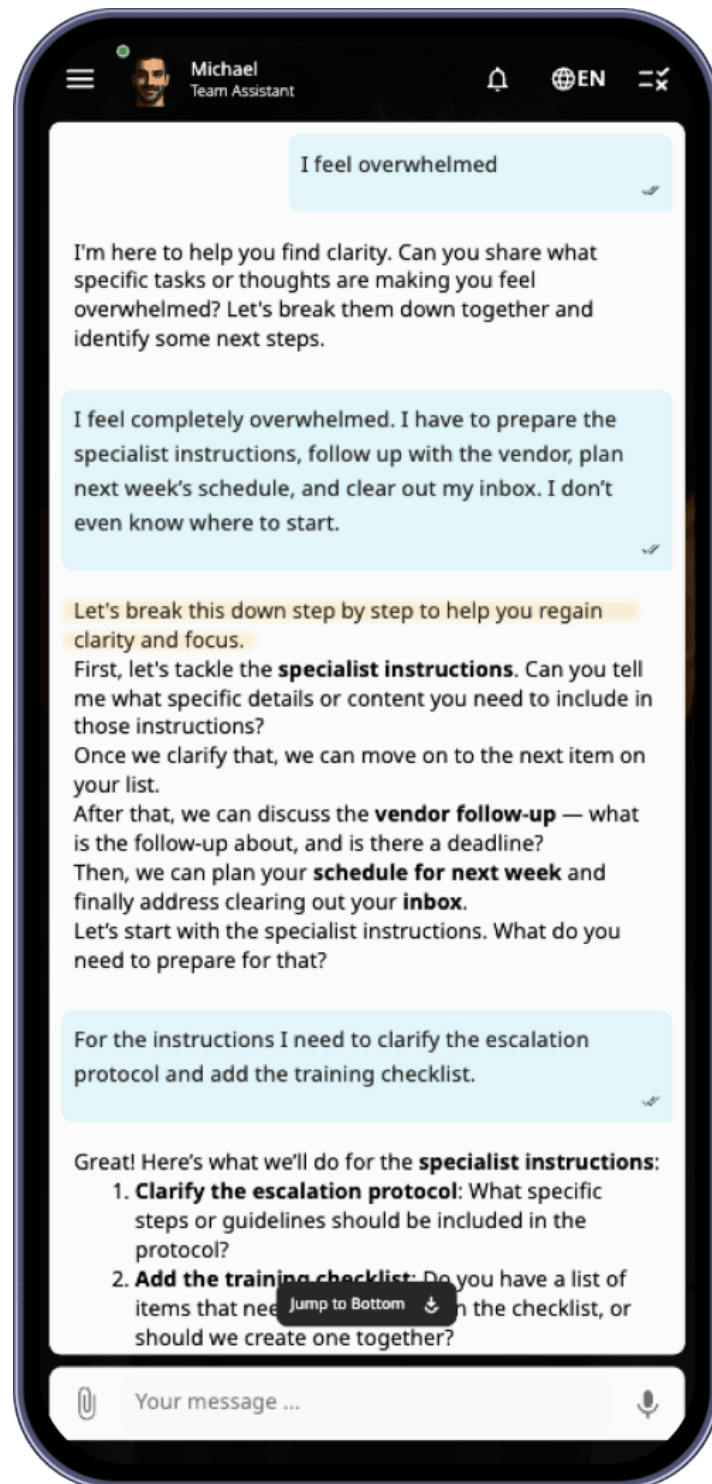 Michael
Team Assistant
EN
I feel overwhelmed
I'm here to help you find clarity. Can you share what
specific tasks or thoughts are making you feel
overwhelmed? Let's break them down together and
identify some next steps.
I feel completely overwhelmed. I have to prepare the
specialist instructions, follow up with the vendor, plan
next week's schedule, and clear out my inbox. I don't
even know where to start.
Let's break this down step by step to help you regain
clarity and focus.
First, let's tackle the specialist instructions. Can you tell
me what specific details or content you need to include in
those instructions?
Once we clarify that, we can move on to the next item on
your list.
After that, we can discuss the vendor follow-up — what
is the follow-up about, and is there a deadline?
Then, we can plan your schedule for next week and
finally address clearing out your inbox.
Let's start with the specialist instructions. What do you
need to prepare for that?
For the instructions I need to clarify the escalation
protocol and add the training checklist.
Great! Here's what we'll do for the specialist instructions:
1. Clarify the escalation protocol: What specific
steps or guidelines should be included in the
protocol?
2. Add the training checklist: Do you have a list of
items that the checklist, or
Jump to Bottom
should we create one together?
Your message ...